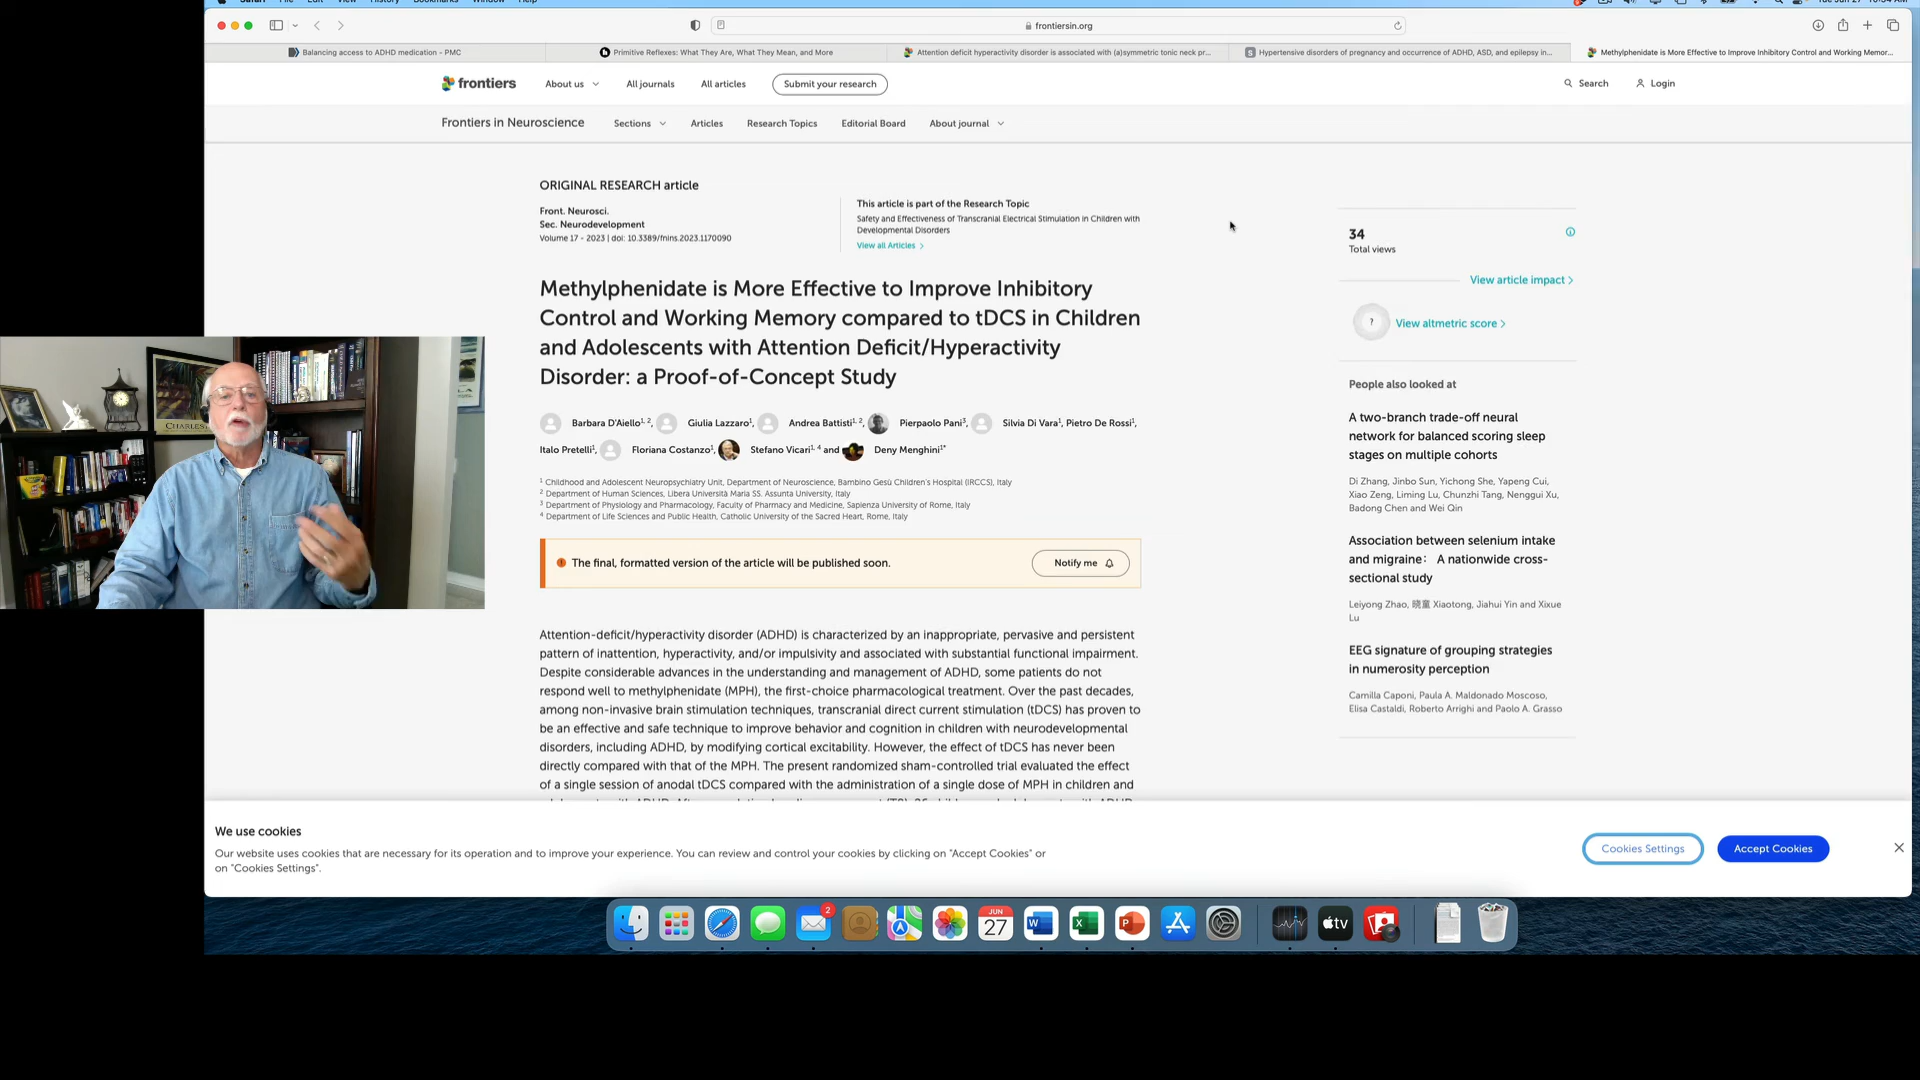 Safari File Edit View History Bookmarks Window Help
frontiersin.org
Balancing access to ADHD medication - PMC
Primitive Reflexes: What They Are, What They Mean, and More
Attention deficit hyperactivity disorder is associated with (a)symmetric tonic neck pr...
Hypertensive disorders of pregnancy and occurrence of ADHD, ASD, and epilepsy in...
Methylphenidate is More Effective to Improve Inhibitory Control and Working Memor...
frontiers
About us
All journals
All articles
Submit your research
Search
Login
Frontiers in Neuroscience
Sections
Articles
Research Topics
Editorial Board
About journal
ORIGINAL RESEARCH article
Front. Neurosci.
Sec. Neurodevelopment
Volume 17 - 2023 | doi: 10.3389/fnins.2023.1170090
This article is part of the Research Topic
Safety and Effectiveness of Transcranial Electrical Stimulation in Children with
Developmental Disorders
View all Articles
34
Total views
View article impact
?
View altmetric score
Methylphenidate is More Effective to Improve Inhibitory
Control and Working Memory compared to tDCS in Children
and Adolescents with Attention Deficit/Hyperactivity
Disorder: a Proof-of-Concept Study
Barbara D'Aiello1, 2, Giulia Lazzaro1, Andrea Battisti1, 2, Pierpaolo Pani3, Silvia Di Vara1, Pietro De Rossi1,
Italo Pretelli1, Floriana Costanzo1, Stefano Vicari1, 4 and Deny Menghini1*
1 Childhood and Adolescent Neuropsychiatry Unit, Department of Neuroscience, Bambino Gesù Children's Hospital (IRCCS), Italy
2 Department of Human Sciences, Libera Università Maria SS. Assunta University, Italy
3 Department of Physiology and Pharmacology, Faculty of Pharmacy and Medicine, Sapienza University of Rome, Italy
4 Department of Life Sciences and Public Health, Catholic University of the Sacred Heart, Rome, Italy
The final, formatted version of the article will be published soon.
Notify me
Attention-deficit/hyperactivity disorder (ADHD) is characterized by an inappropriate, pervasive and persistent
pattern of inattention, hyperactivity, and/or impulsivity and associated with substantial functional impairment.
Despite considerable advances in the understanding and management of ADHD, some patients do not
respond well to methylphenidate (MPH), the first-choice pharmacological treatment. Over the past decades,
among non-invasive brain stimulation techniques, transcranial direct current stimulation (tDCS) has proven to
be an effective and safe technique to improve behavior and cognition in children with neurodevelopmental
disorders, including ADHD, by modifying cortical excitability. However, the effect of tDCS has never been
directly compared with that of the MPH. The present randomized sham-controlled trial evaluated the effect
of a single session of anodal tDCS compared with the administration of a single dose of MPH in children and
People also looked at
A two-branch trade-off neural
network for balanced scoring sleep
stages on multiple cohorts
Di Zhang, Jinbo Sun, Yichong She, Yapeng Cui,
Xiao Zeng, Liming Lu, Chunzhi Tang, Nenggui Xu,
Badong Chen and Wei Qin
Association between selenium intake
and migraine： A nationwide cross-
sectional study
Leiyong Zhao, 晓童 Xiaotong, Jiahui Yin and Xixue
Lu
EEG signature of grouping strategies
in numerosity perception
Camilla Caponi, Paula A. Maldonado Moscoso,
Elisa Castaldi, Roberto Arrighi and Paolo A. Grasso
CHARLES
We use cookies
Our website uses cookies that are necessary for its operation and to improve your experience. You can review and control your cookies by clicking on "Accept Cookies" or
on "Cookies Settings".
Cookies Settings
Accept Cookies
2
JUN
27
W
X
P
tv